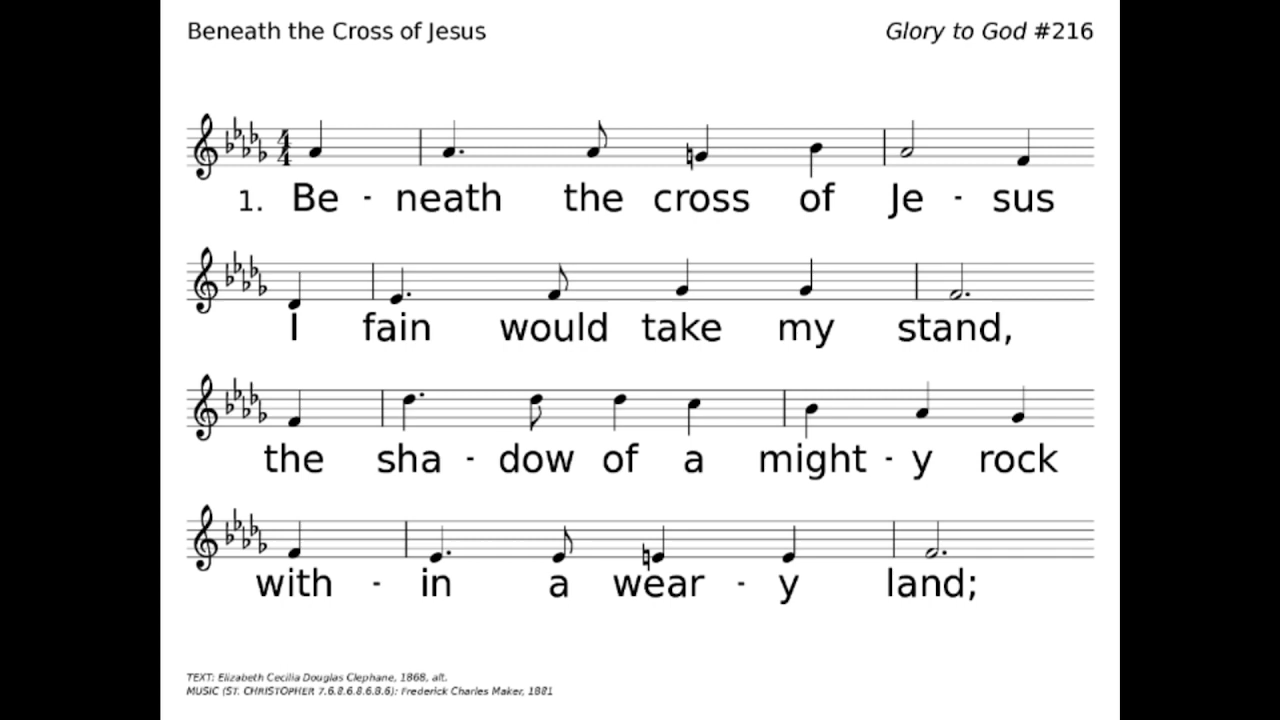 Beneath the Cross of Jesus
Glory to God #216
4
4
1. Be - neath the cross of Je - sus
I fain would take my stand,
the sha - dow of a might - y rock
with - in a wear - y land;
TEXT: Elizabeth Cecilia Douglas Clephane, 1868, alt.
MUSIC (ST. CHRISTOPHER 7.6.8.6.8.6.8.6): Frederick Charles Maker, 1881